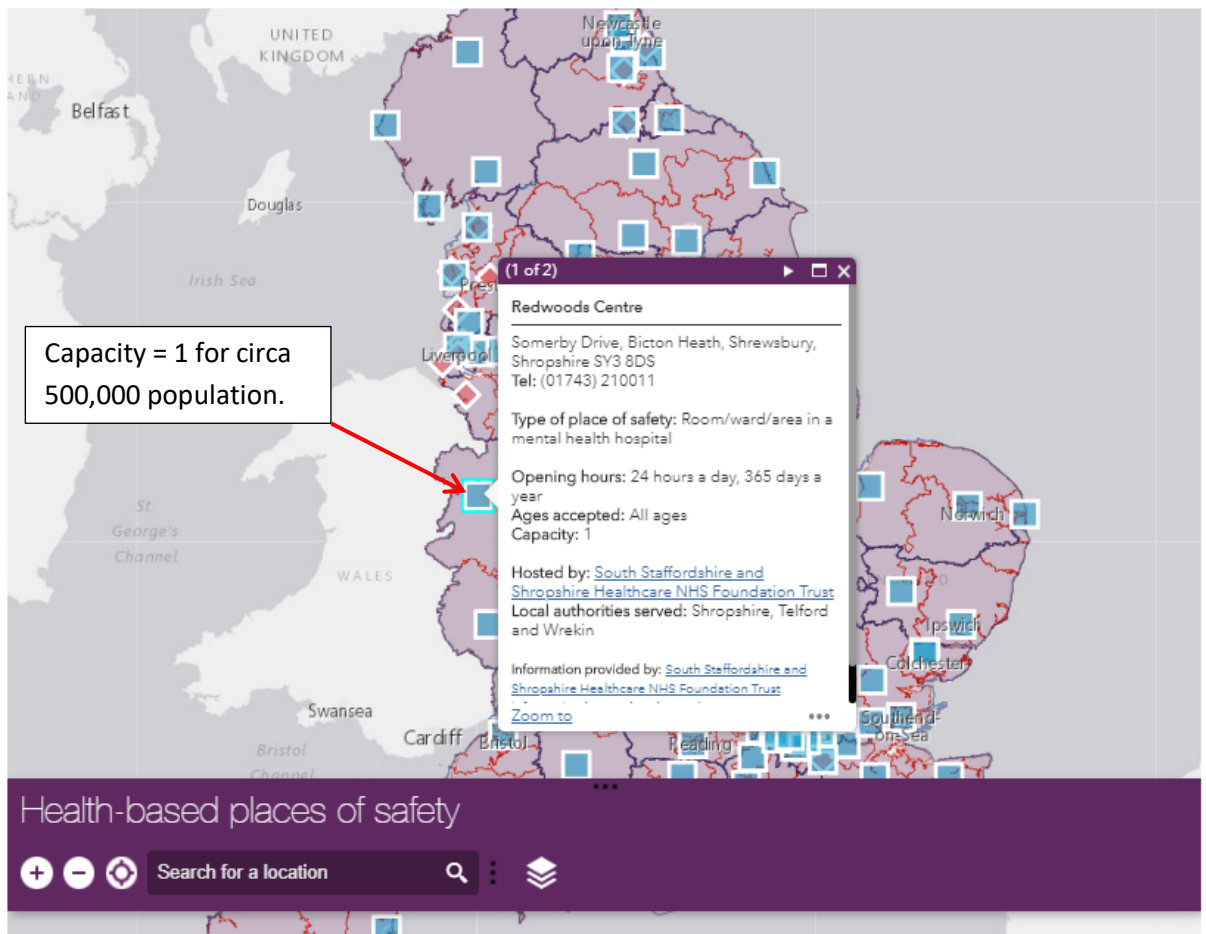 Newcastle
upon Tyne
UNITED
KINGDOM
Belfast
Douglas
Irish Sea
(1 of 2)
Redwoods Centre
Somerby Drive, Bicton Heath, Shrewsbury,
Shropshire SY3 8DS
Tel: (01743) 210011
Type of place of safety: Room/ward/area in a
mental health hospital
Opening hours: 24 hours a day, 365 days a
year
Ages accepted: All ages
Capacity: 1
Hosted by: South Staffordshire and
Shropshire Healthcare NHS Foundation Trust
Local authorities served: Shropshire, Telford
and Wrekin
Information provided by: South Staffordshire and
Shropshire Healthcare NHS Foundation Trust
Zoom to
Capacity = 1 for circa
500,000 population.
Liverpool
St.
George's
Channel
WALES
Norwich
Ipswich
Colchester
Southend-
on-Sea
Swansea
Cardiff
Bristol
Reading
Bristol
Channel
Health-based places of safety
Search for a location